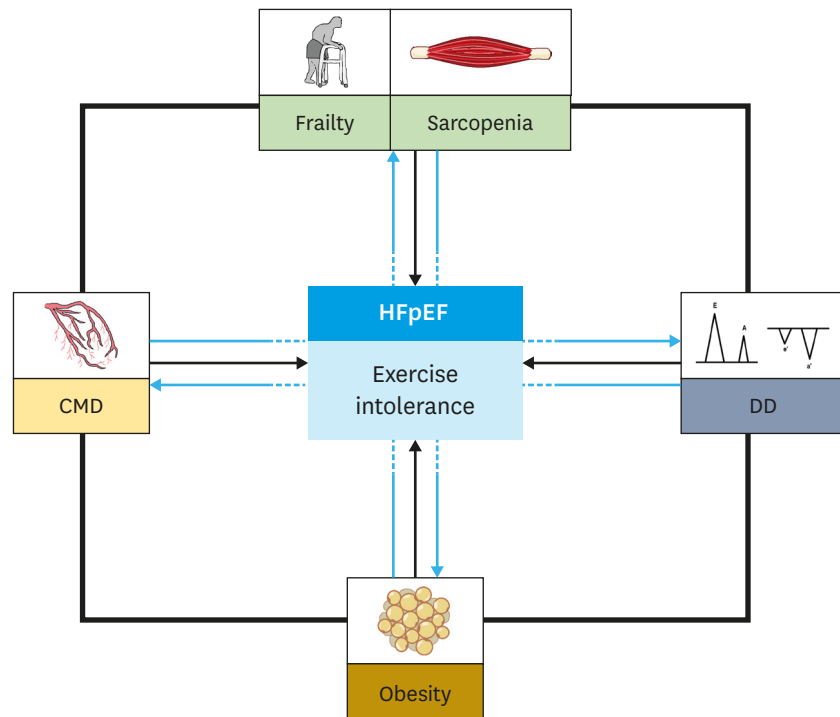 Frailty
Sarcopenia
HFpEF
Exercise
intolerance
CMD
E
A
e'
a'
DD
Obesity